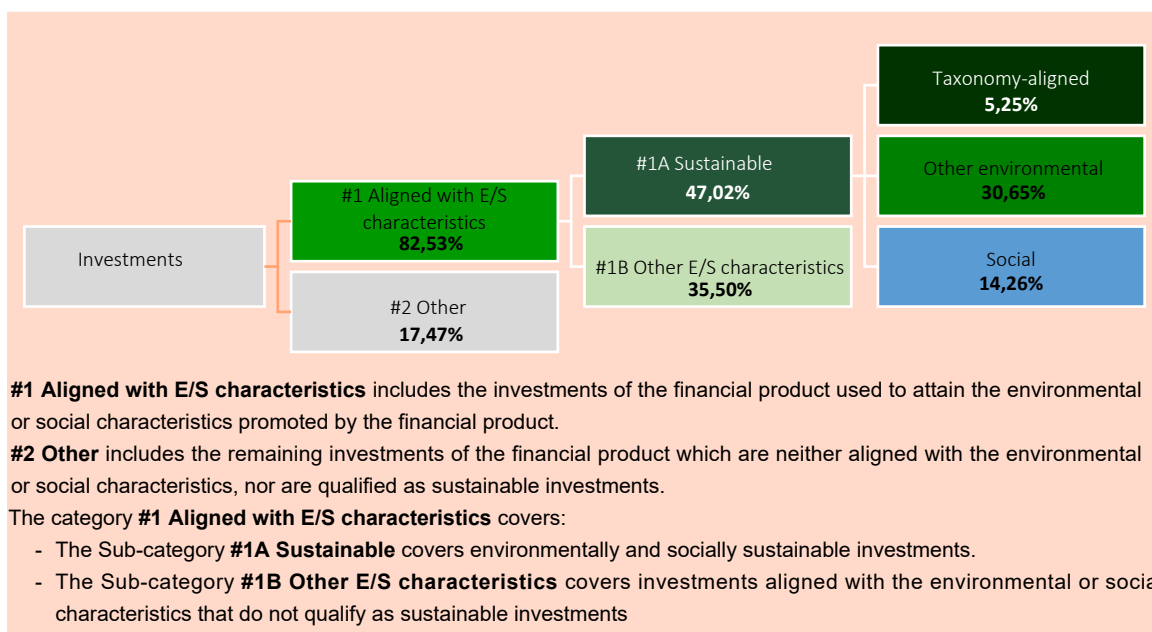 Taxonomy-aligned
5,25%
#1A Sustainable
47,02%
Other environmental
30,65%
#1 Aligned with E/S
characteristics
82,53%
Investments
#1B Other E/S characteristics
35,50%
Social
14,26%
#2 Other
17,47%
#1 Aligned with E/S characteristics includes the investments of the financial product used to attain the environmental
or social characteristics promoted by the financial product.
#2 Other includes the remaining investments of the financial product which are neither aligned with the environmental
or social characteristics, nor are qualified as sustainable investments.
The category #1 Aligned with E/S characteristics covers:
- The Sub-category #1A Sustainable covers environmentally and socially sustainable investments.
- The Sub-category #1B Other E/S characteristics covers investments aligned with the environmental or socia
characteristics that do not qualify as sustainable investments